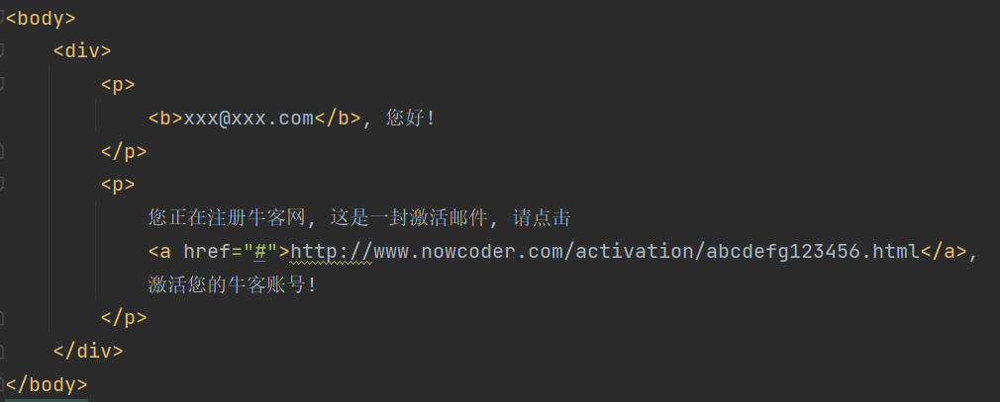 <body>
<div>
<p>
<b>xxx@xxx.com</b>, 您好!
</p>
<p>
您正在注册牛客网, 这是一封激活邮件, 请点击
<a href="#">http://www.nowcoder.com/activation/abcdefg123456.html</a>,
激活您的牛客账号!
</p>
</div>
</body>